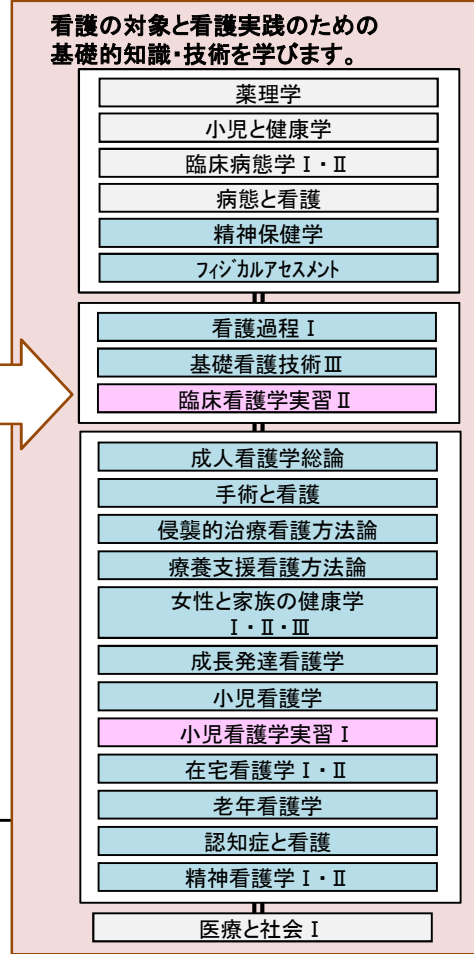 看護の対象と看護実践のための
基礎的知識・技術を学びます。
薬理学
小児と健康学
臨床病態学Ⅰ・Ⅱ
病態と看護
精神保健学
フィジカルアセスメント
看護過程Ⅰ
基礎看護技術Ⅲ
臨床看護学実習Ⅱ
成人看護学総論
手術と看護
侵襲的治療看護方法論
療養支援看護方法論
女性と家族の健康学
Ⅰ・Ⅱ・Ⅲ
成長発達看護学
小児看護学
小児看護学実習Ⅰ
在宅看護学Ⅰ・Ⅱ
老年看護学
認知症と看護
精神看護学Ⅰ・Ⅱ
医療と社会Ⅰ